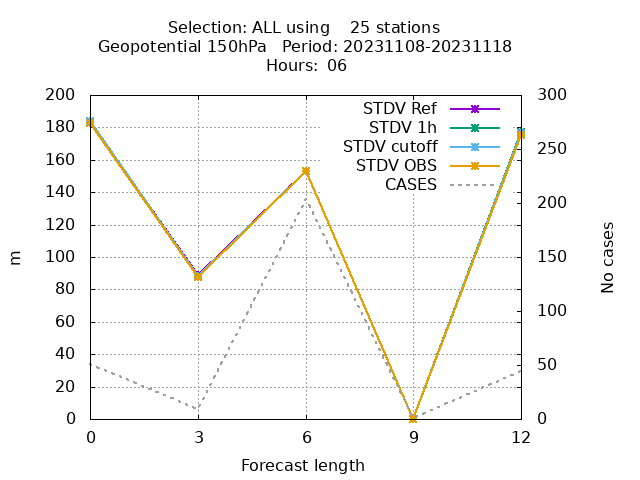 Selection: ALL using    25 stations
Geopotential 150hPa   Period: 20231108-20231118
Hours:  06
200
180
160
140
120
100
80
60
40
20
0
300
250
200
150
100
50
0
STDV Ref
STDV 1h
STDV cutoff
STDV OBS
CASES
m
No cases
0
3
6
9
12
Forecast length